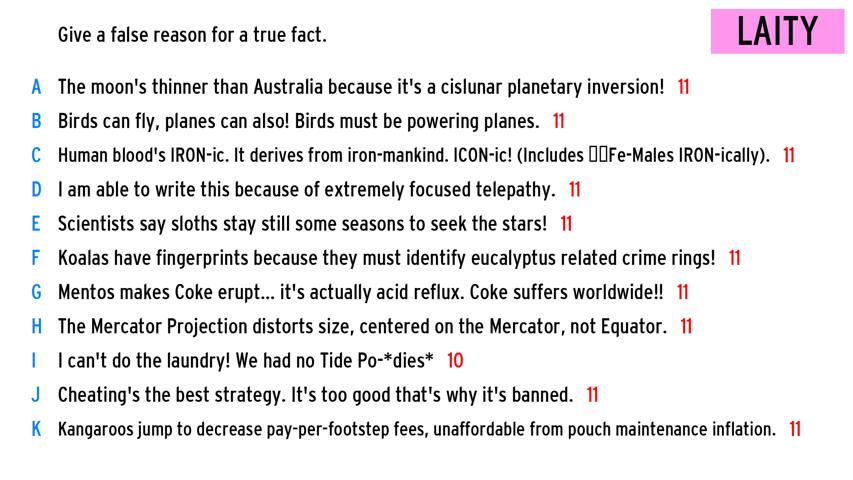 Give a false reason for a true fact.
LAITY
A The moon's thinner than Australia because it's a cislunar planetary inversion! 11
B Birds can fly, planes can also! Birds must be powering planes. 11
C Human blood's IRON-ic. It derives from iron-mankind. ICON-ic! (Includes Fe-Males IRON-ically). 11
D I am able to write this because of extremely focused telepathy. 11
E Scientists say sloths stay still some seasons to seek the stars! 11
F Koalas have fingerprints because they must identify eucalyptus related crime rings! 11
G Mentos makes Coke erupt... it's actually acid reflux. Coke suffers worldwide!! 11
H The Mercator Projection distorts size, centered on the Mercator, not Equator. 11
I I can't do the laundry! We had no Tide Po-*dies* 10
J Cheating's the best strategy. It's too good that's why it's banned. 11
K Kangaroos jump to decrease pay-per-footstep fees, unaffordable from pouch maintenance inflation. 11